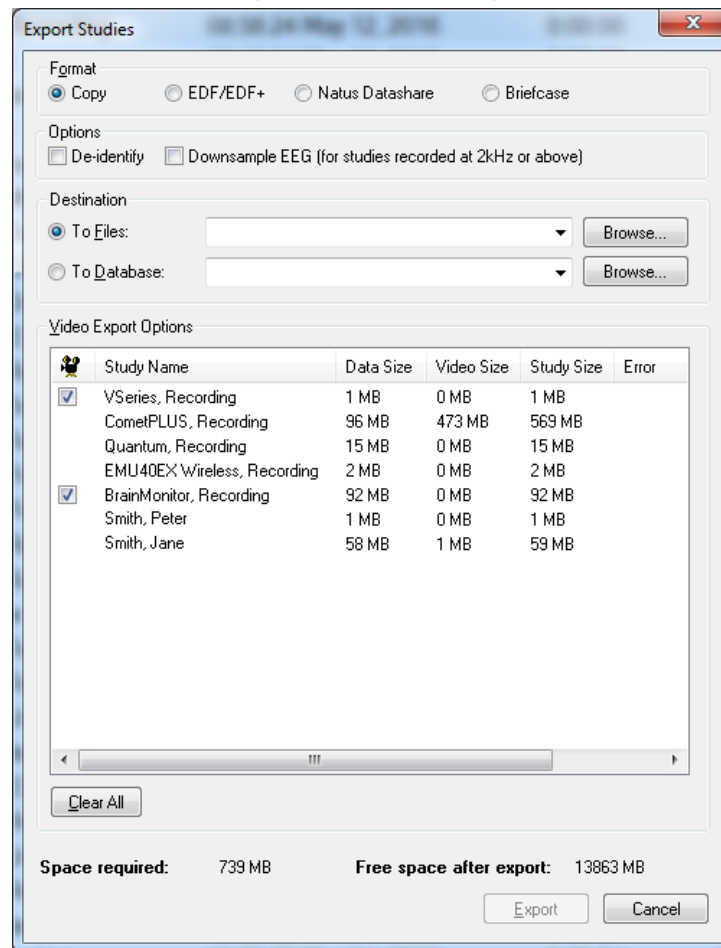 Export Studies
Format
Copy EDF/EDF+ Natus Datashare Briefcase
Options
De-identify Downsample EEG (for studies recorded at 2kHz or above)
Destination
To Files: Browse...
To Database: Browse...
Video Export Options
Study Name Data Size Video Size Study Size Error
VSeries, Recording 1 MB 0 MB 1 MB
CometPLUS, Recording 96 MB 473 MB 569 MB
Quantum, Recording 15 MB 0 MB 15 MB
EMU40EX Wireless, Recording 2 MB 0 MB 2 MB
BrainMonitor, Recording 92 MB 0 MB 92 MB
Smith, Peter 1 MB 0 MB 1 MB
Smith, Jane 58 MB 1 MB 59 MB
Clear All
Space required: 739 MB Free space after export: 13863 MB
Export Cancel